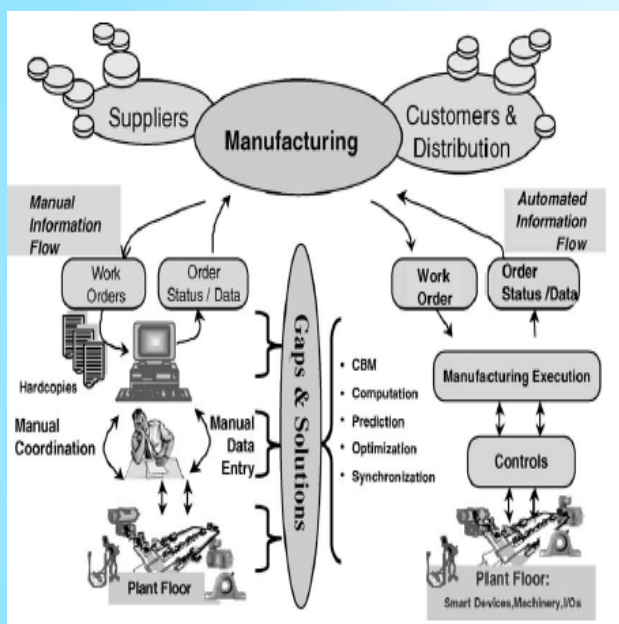 Suppliers
Manufacturing
Customers &
Distribution
Manual
Information
Flow
Automated
Information
Flow
Work
Orders
Order
Status / Data
Work
Order
Order
Status /Data
Hardcopies
Manual
Coordination
Manual
Data
Entry
Gaps & Solutions
• CBM
• Computation
• Prediction
• Optimization
• Synchronization
Manufacturing Execution
Controls
Plant Floor
Plant Floor:
Smart Devices,Machinery,I/Os